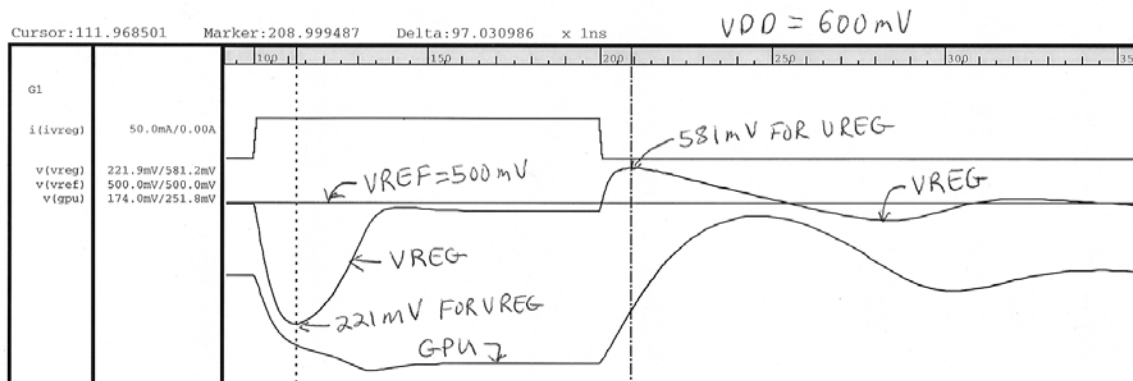 VDD = 600mV
Cursor:111.968501 Marker:208.999487 Delta:97.030986 x 1ns
100 150 200 250 300 35
G1
i(ivreg) 50.0mA/0.00A
581mV FOR VREG
v(vreg) 221.9mV/581.2mV
v(vref) 500.0mV/500.0mV
v(gpu) 174.0mV/251.8mV
VREF=500mV
VREG
VREG
221mV FOR VREG
GPU